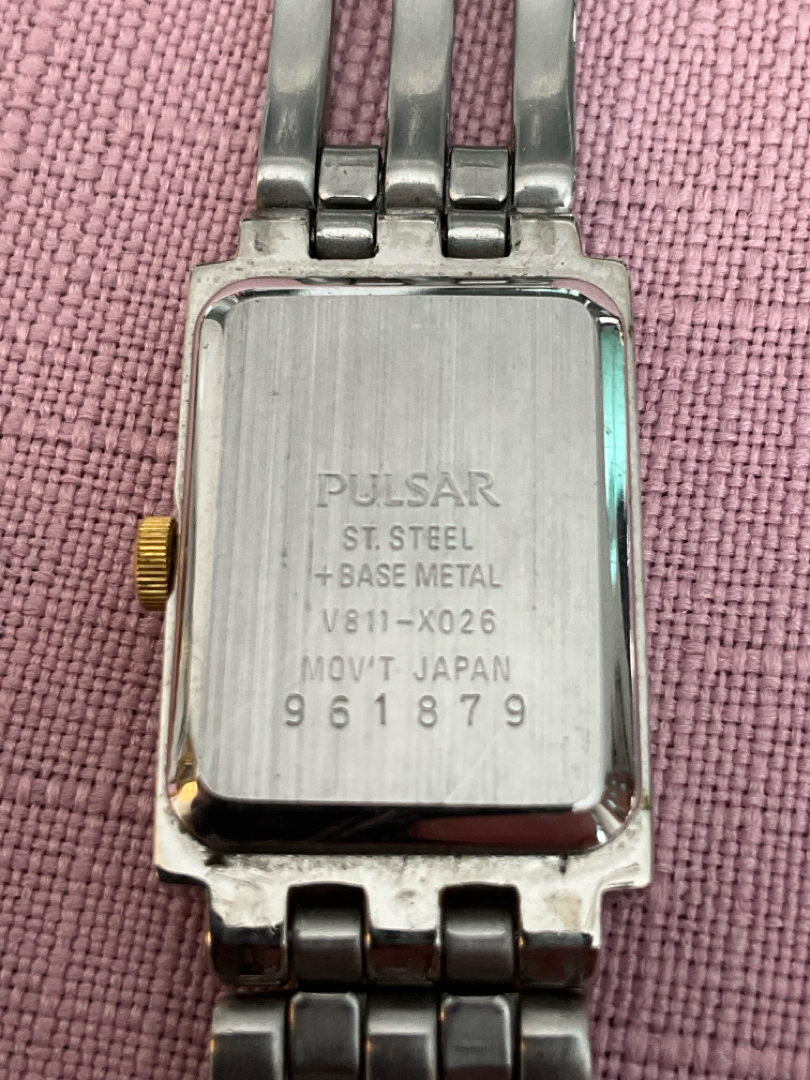 PULSAR
ST. STEEL
+ BASE METAL
V811-X026
MOV'T JAPAN
961879